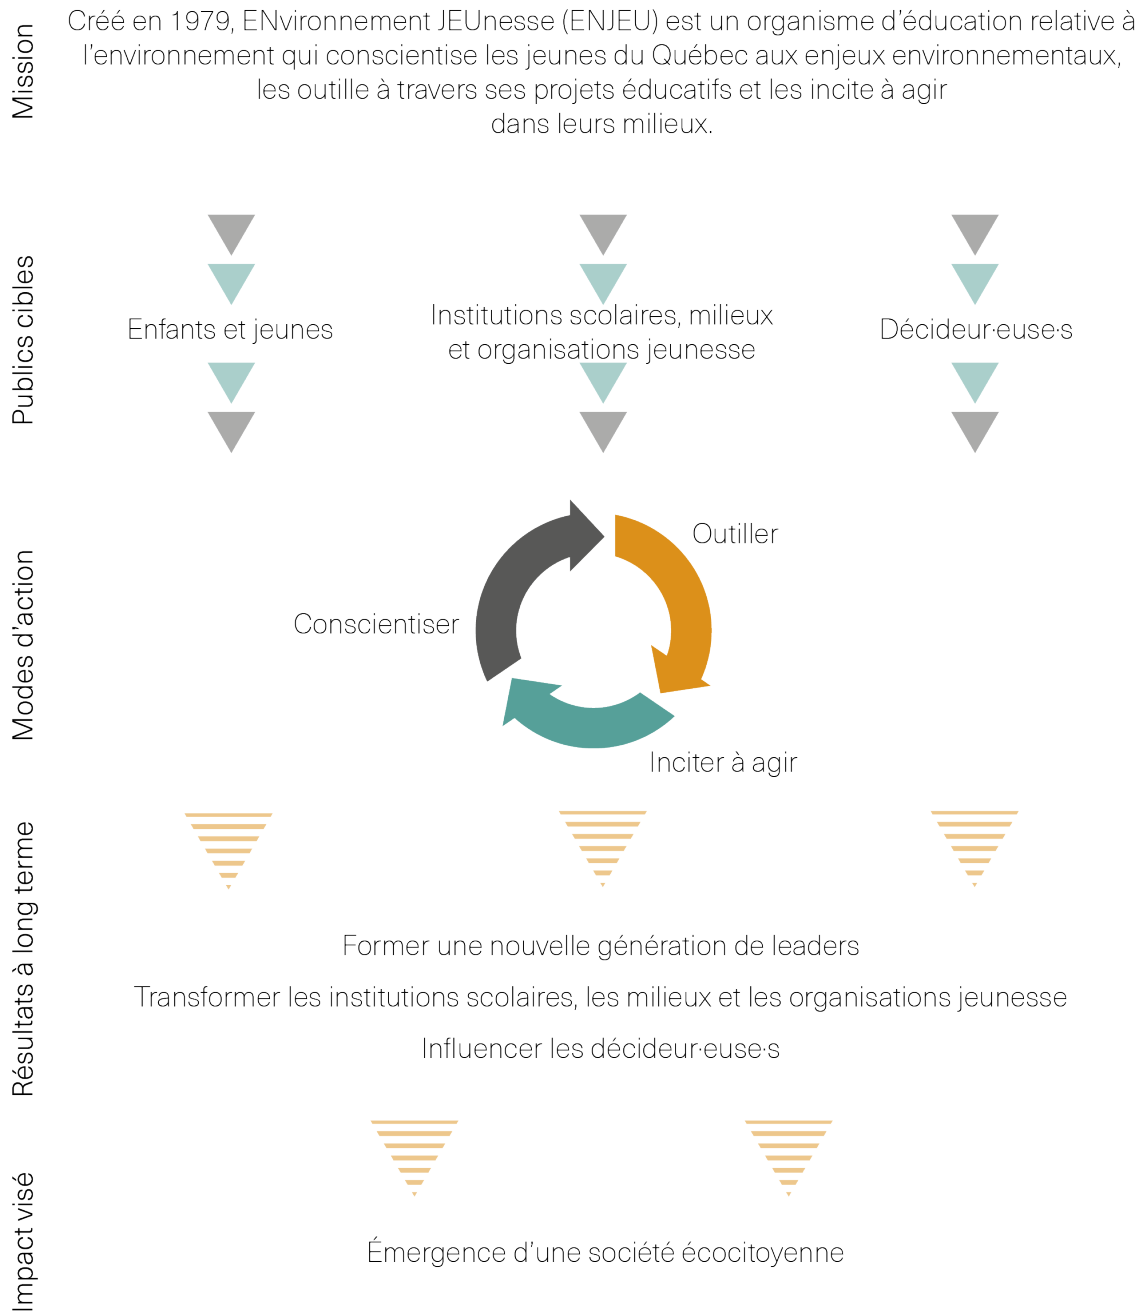 Mission
Créé en 1979, ENvironnement JEUnesse (ENJEU) est un organisme d’éducation relative à
l’environnement qui conscientise les jeunes du Québec aux enjeux environnementaux,
les outille à travers ses projets éducatifs et les incite à agir
dans leurs milieux.
Publics cibles
Enfants et jeunes
Institutions scolaires, milieux
et organisations jeunesse
Décideur·euse·s
Modes d’action
Outiller
Conscientiser
Inciter à agir
Résultats à long terme
Former une nouvelle génération de leaders
Transformer les institutions scolaires, les milieux et les organisations jeunesse
Influencer les décideur·euse·s
Impact visé
Émergence d’une société écocitoyenne